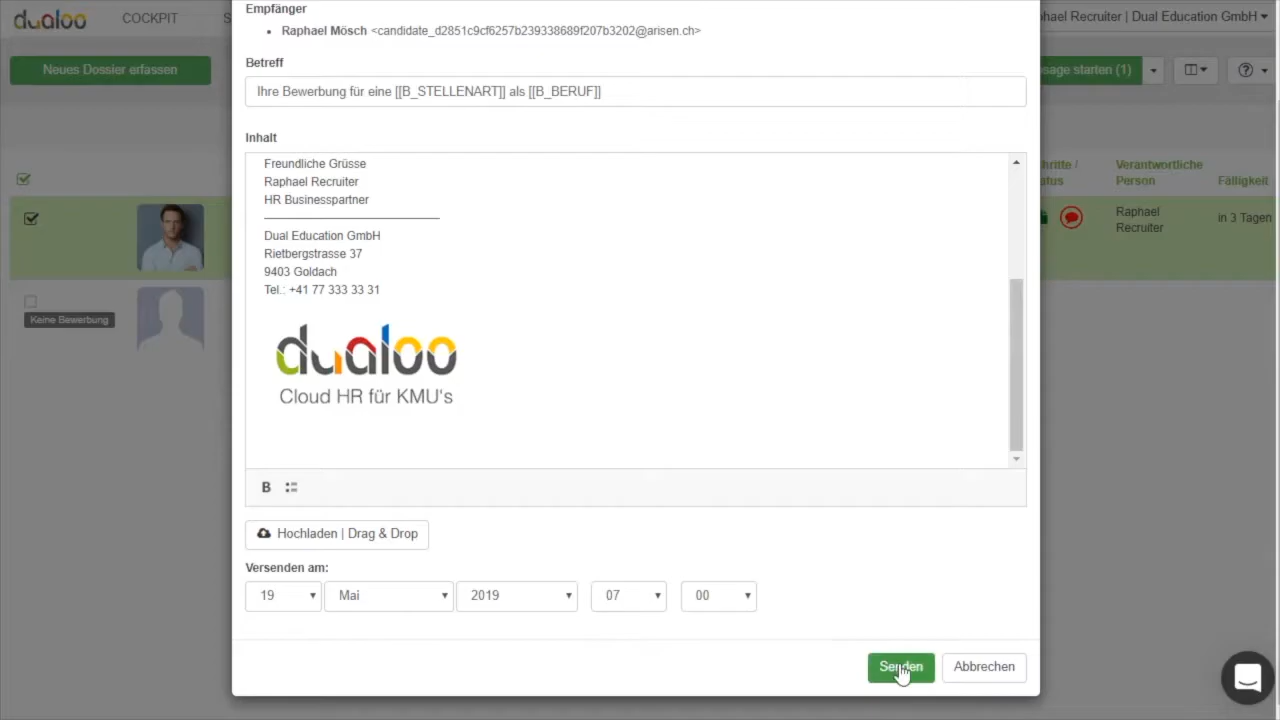 dualoo
COCKPIT
S
phael Recruiter | Dual Education GmbH
Neues Dossier erfassen
sage starten (1)
Empfänger
Raphael Mösch <candidate_d2851c9cf6257b239338689f207b3202@arisen.ch>
Betreff
Ihre Bewerbung für eine [[B_STELLENART]] als [[B_BERUF]]
Inhalt
Freundliche Grüsse
Raphael Recruiter
HR Businesspartner
Dual Education GmbH
Rietbergstrasse 37
9403 Goldach
Tel.: +41 77 333 33 31
dualoo
Cloud HR für KMU's
B
Hochladen | Drag & Drop
Versenden am:
19 Mai 2019 07 00
Senden Abbrechen
hritte /
atus
Verantwortliche
Person
Fälligkeit
Raphael
Recruiter
in 3 Tagen
Keine Bewerbung